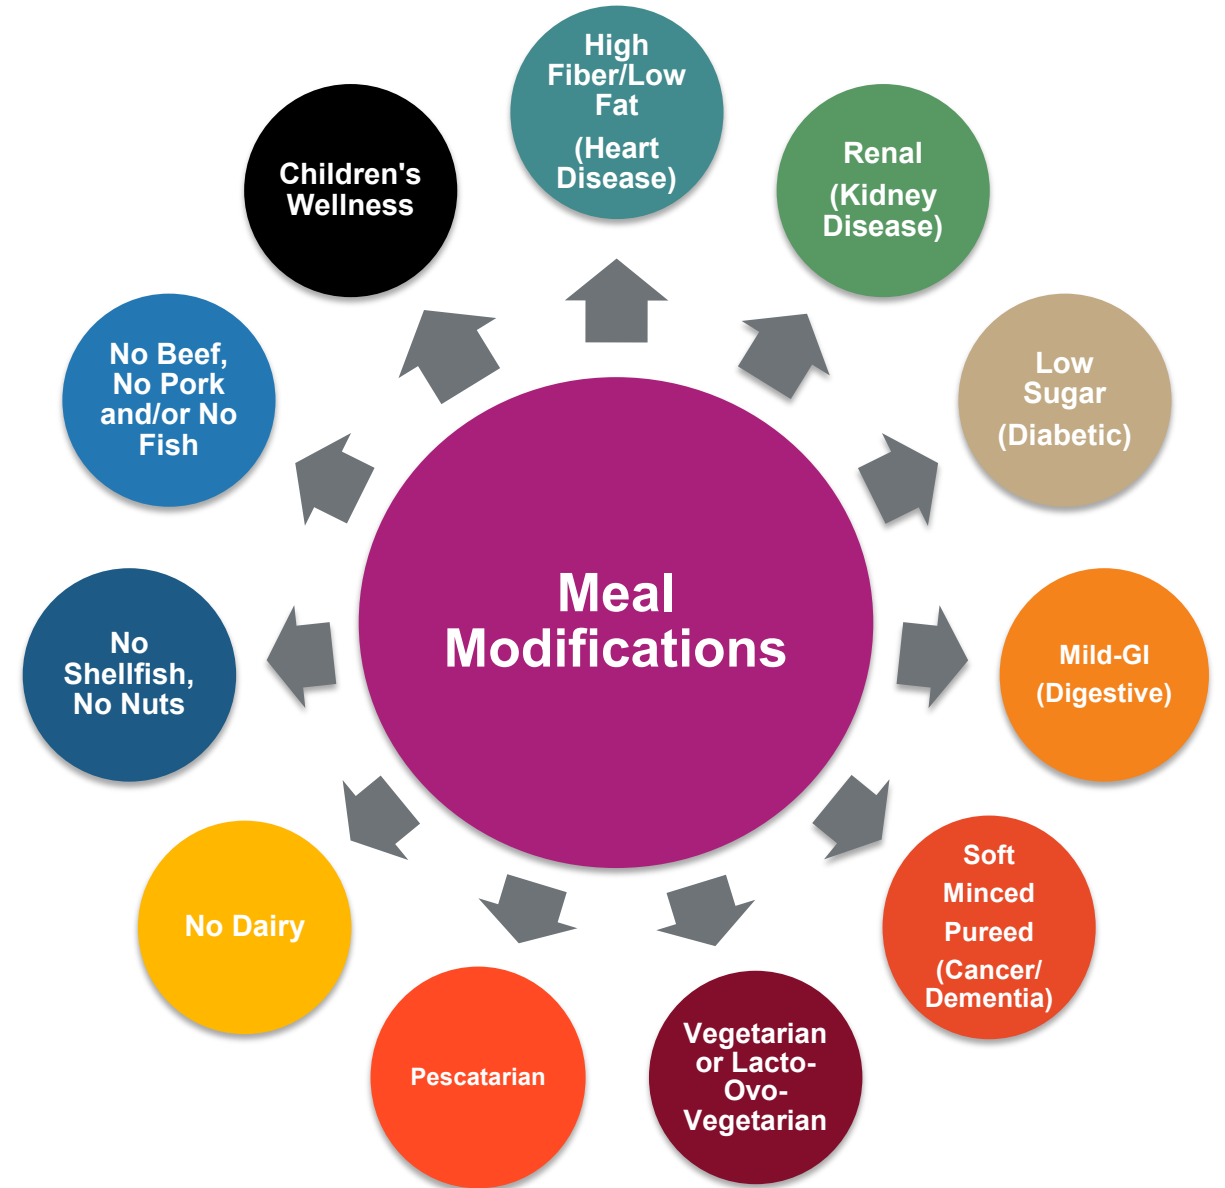 High
Fiber/Low
Fat
(Heart
Disease)
Renal
(Kidney
Disease)
Low
Sugar
(Diabetic)
Mild-GI
(Digestive)
Soft
Minced
Pureed
(Cancer/
Dementia)
Vegetarian
or Lacto-
Ovo-
Vegetarian
Pescatarian
No Dairy
No
Shellfish,
No Nuts
No Beef,
No Pork
and/or No
Fish
Children's
Wellness
Meal
Modifications